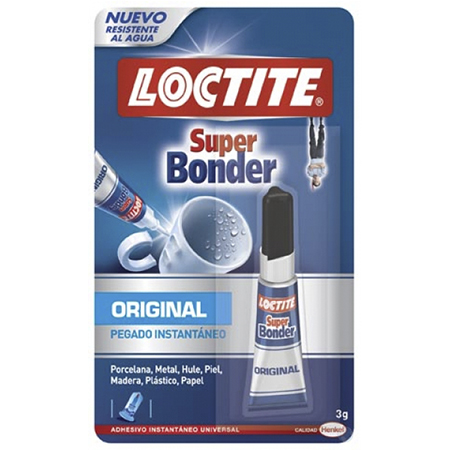 NUEVO
RESISTENTE
AL AGUA
LOCTITE®
Super
Bonder
LOCTITE
Super
Bonder
ORIGINAL
ORIGINAL
PEGADO INSTANTÁNEO
Porcelana, Metal, Hule, Piel,
Madera, Plástico, Papel
3g
ADHESIVO INSTANTÁNEO UNIVERSAL
CALIDAD Henkel